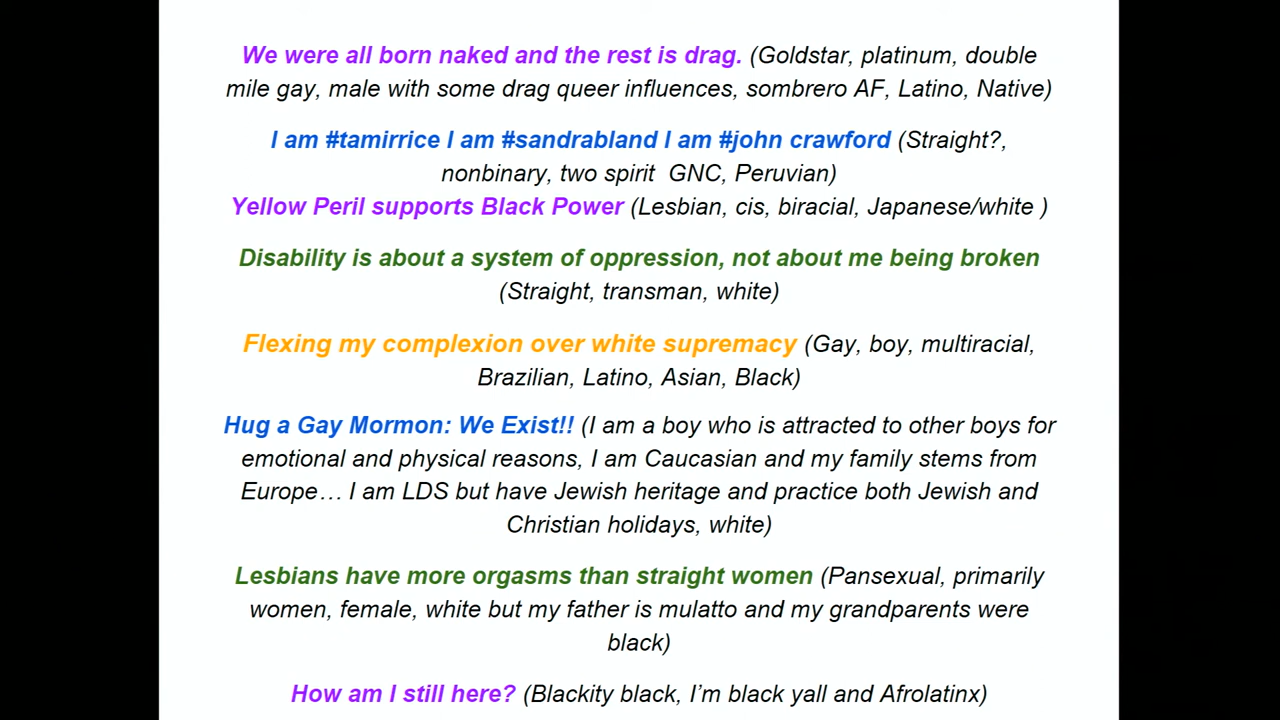 We were all born naked and the rest is drag. (Goldstar, platinum, double
mile gay, male with some drag queer influences, sombrero AF, Latino, Native)
I am #tamirrice I am #sandrabland I am #john crawford (Straight?,
nonbinary, two spirit  GNC, Peruvian)
Yellow Peril supports Black Power (Lesbian, cis, biracial, Japanese/white )
Disability is about a system of oppression, not about me being broken
(Straight, transman, white)
Flexing my complexion over white supremacy (Gay, boy, multiracial,
Brazilian, Latino, Asian, Black)
Hug a Gay Mormon: We Exist!! (I am a boy who is attracted to other boys for
emotional and physical reasons, I am Caucasian and my family stems from
Europe… I am LDS but have Jewish heritage and practice both Jewish and
Christian holidays, white)
Lesbians have more orgasms than straight women (Pansexual, primarily
women, female, white but my father is mulatto and my grandparents were
black)
How am I still here? (Blackity black, I’m black yall and Afrolatinx)